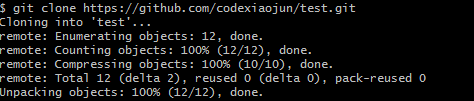 $ git clone https://github.com/codexiaojun/test.git
Cloning into 'test'...
remote: Enumerating objects: 12, done.
remote: Counting objects: 100% (12/12), done.
remote: Compressing objects: 100% (10/10), done.
remote: Total 12 (delta 2), reused 0 (delta 0), pack-reused 0
Unpacking objects: 100% (12/12), done.